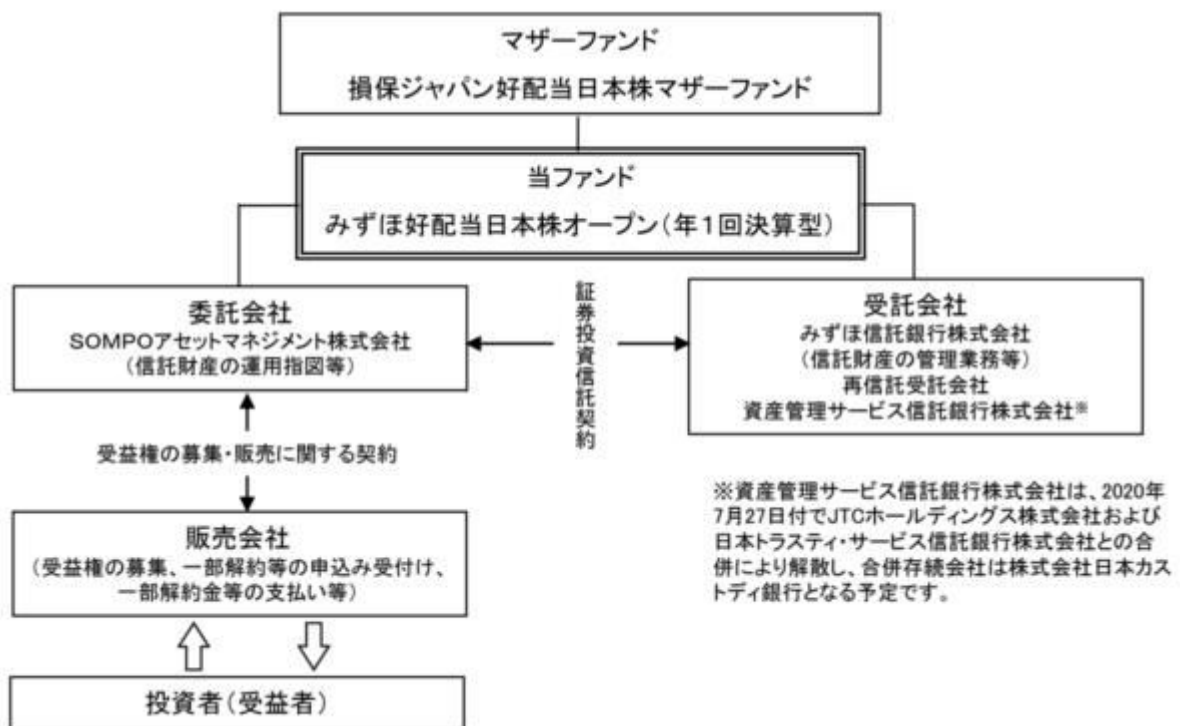 マザーファンド
損保ジャパン好配当日本株マザーファンド
当ファンド
みずほ好配当日本株オープン（年１回決算型）
委託会社
SOMPOアセットマネジメント株式会社
（信託財産の運用指図等）
証券投資信託契約
受託会社
みずほ信託銀行株式会社
（信託財産の管理業務等）
再信託受託会社
資産管理サービス信託銀行株式会社※
受益権の募集・販売に関する契約
販売会社
（受益権の募集、一部解約等の申込み受付け、
一部解約金等の支払い等）
投資者（受益者）
※資産管理サービス信託銀行株式会社は、2020年
7月27日付でJTCホールディングス株式会社および
日本トラスティ・サービス信託銀行株式会社との合
併により解散し、合併存続会社は株式会社日本カス
トディ銀行となる予定です。